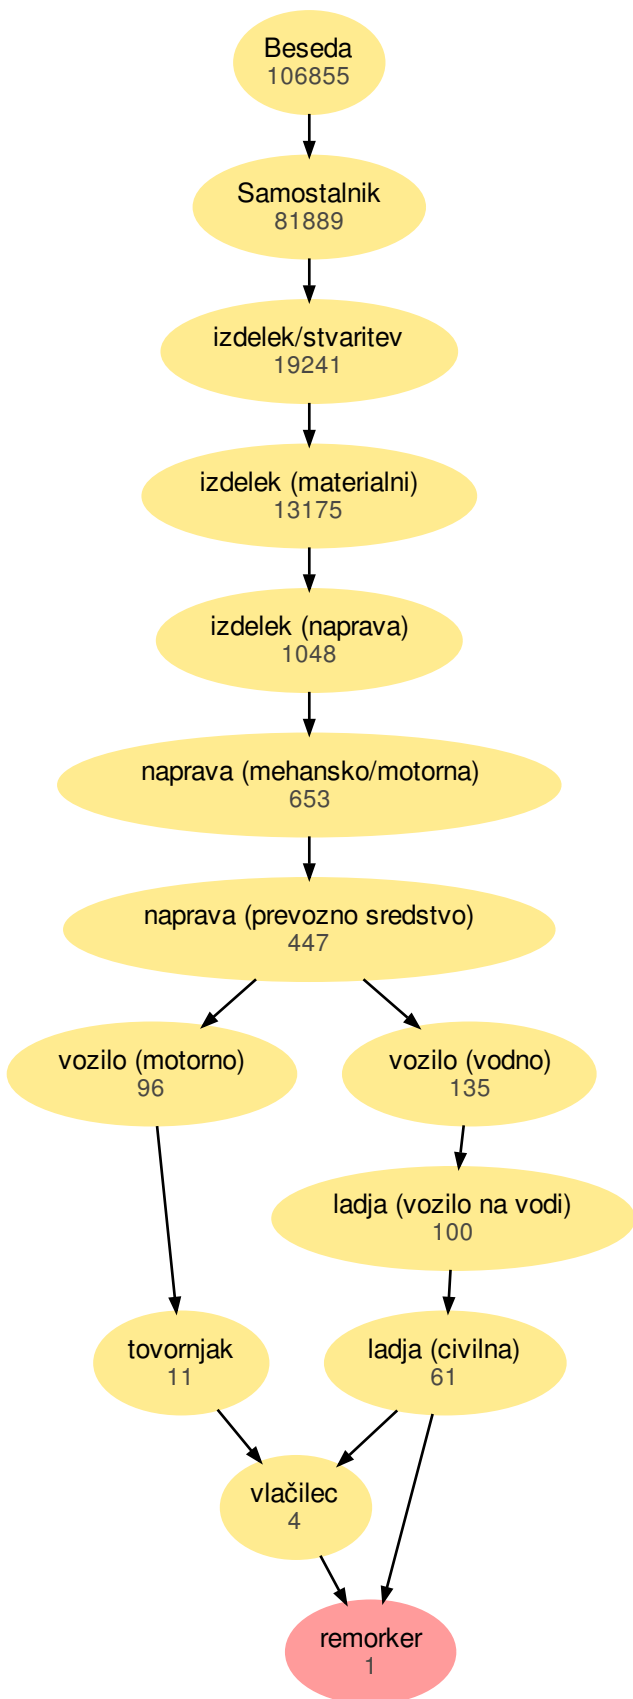 Beseda
106855
Samostalnik
81889
izdelek/stvaritev
19241
izdelek (materialni)
13175
izdelek (naprava)
1048
naprava (mehansko/motorna)
653
naprava (prevozno sredstvo)
447
vozilo (motorno)
96
vozilo (vodno)
135
ladja (vozilo na vodi)
100
tovornjak
11
ladja (civilna)
61
vlačilec
4
remorker
1